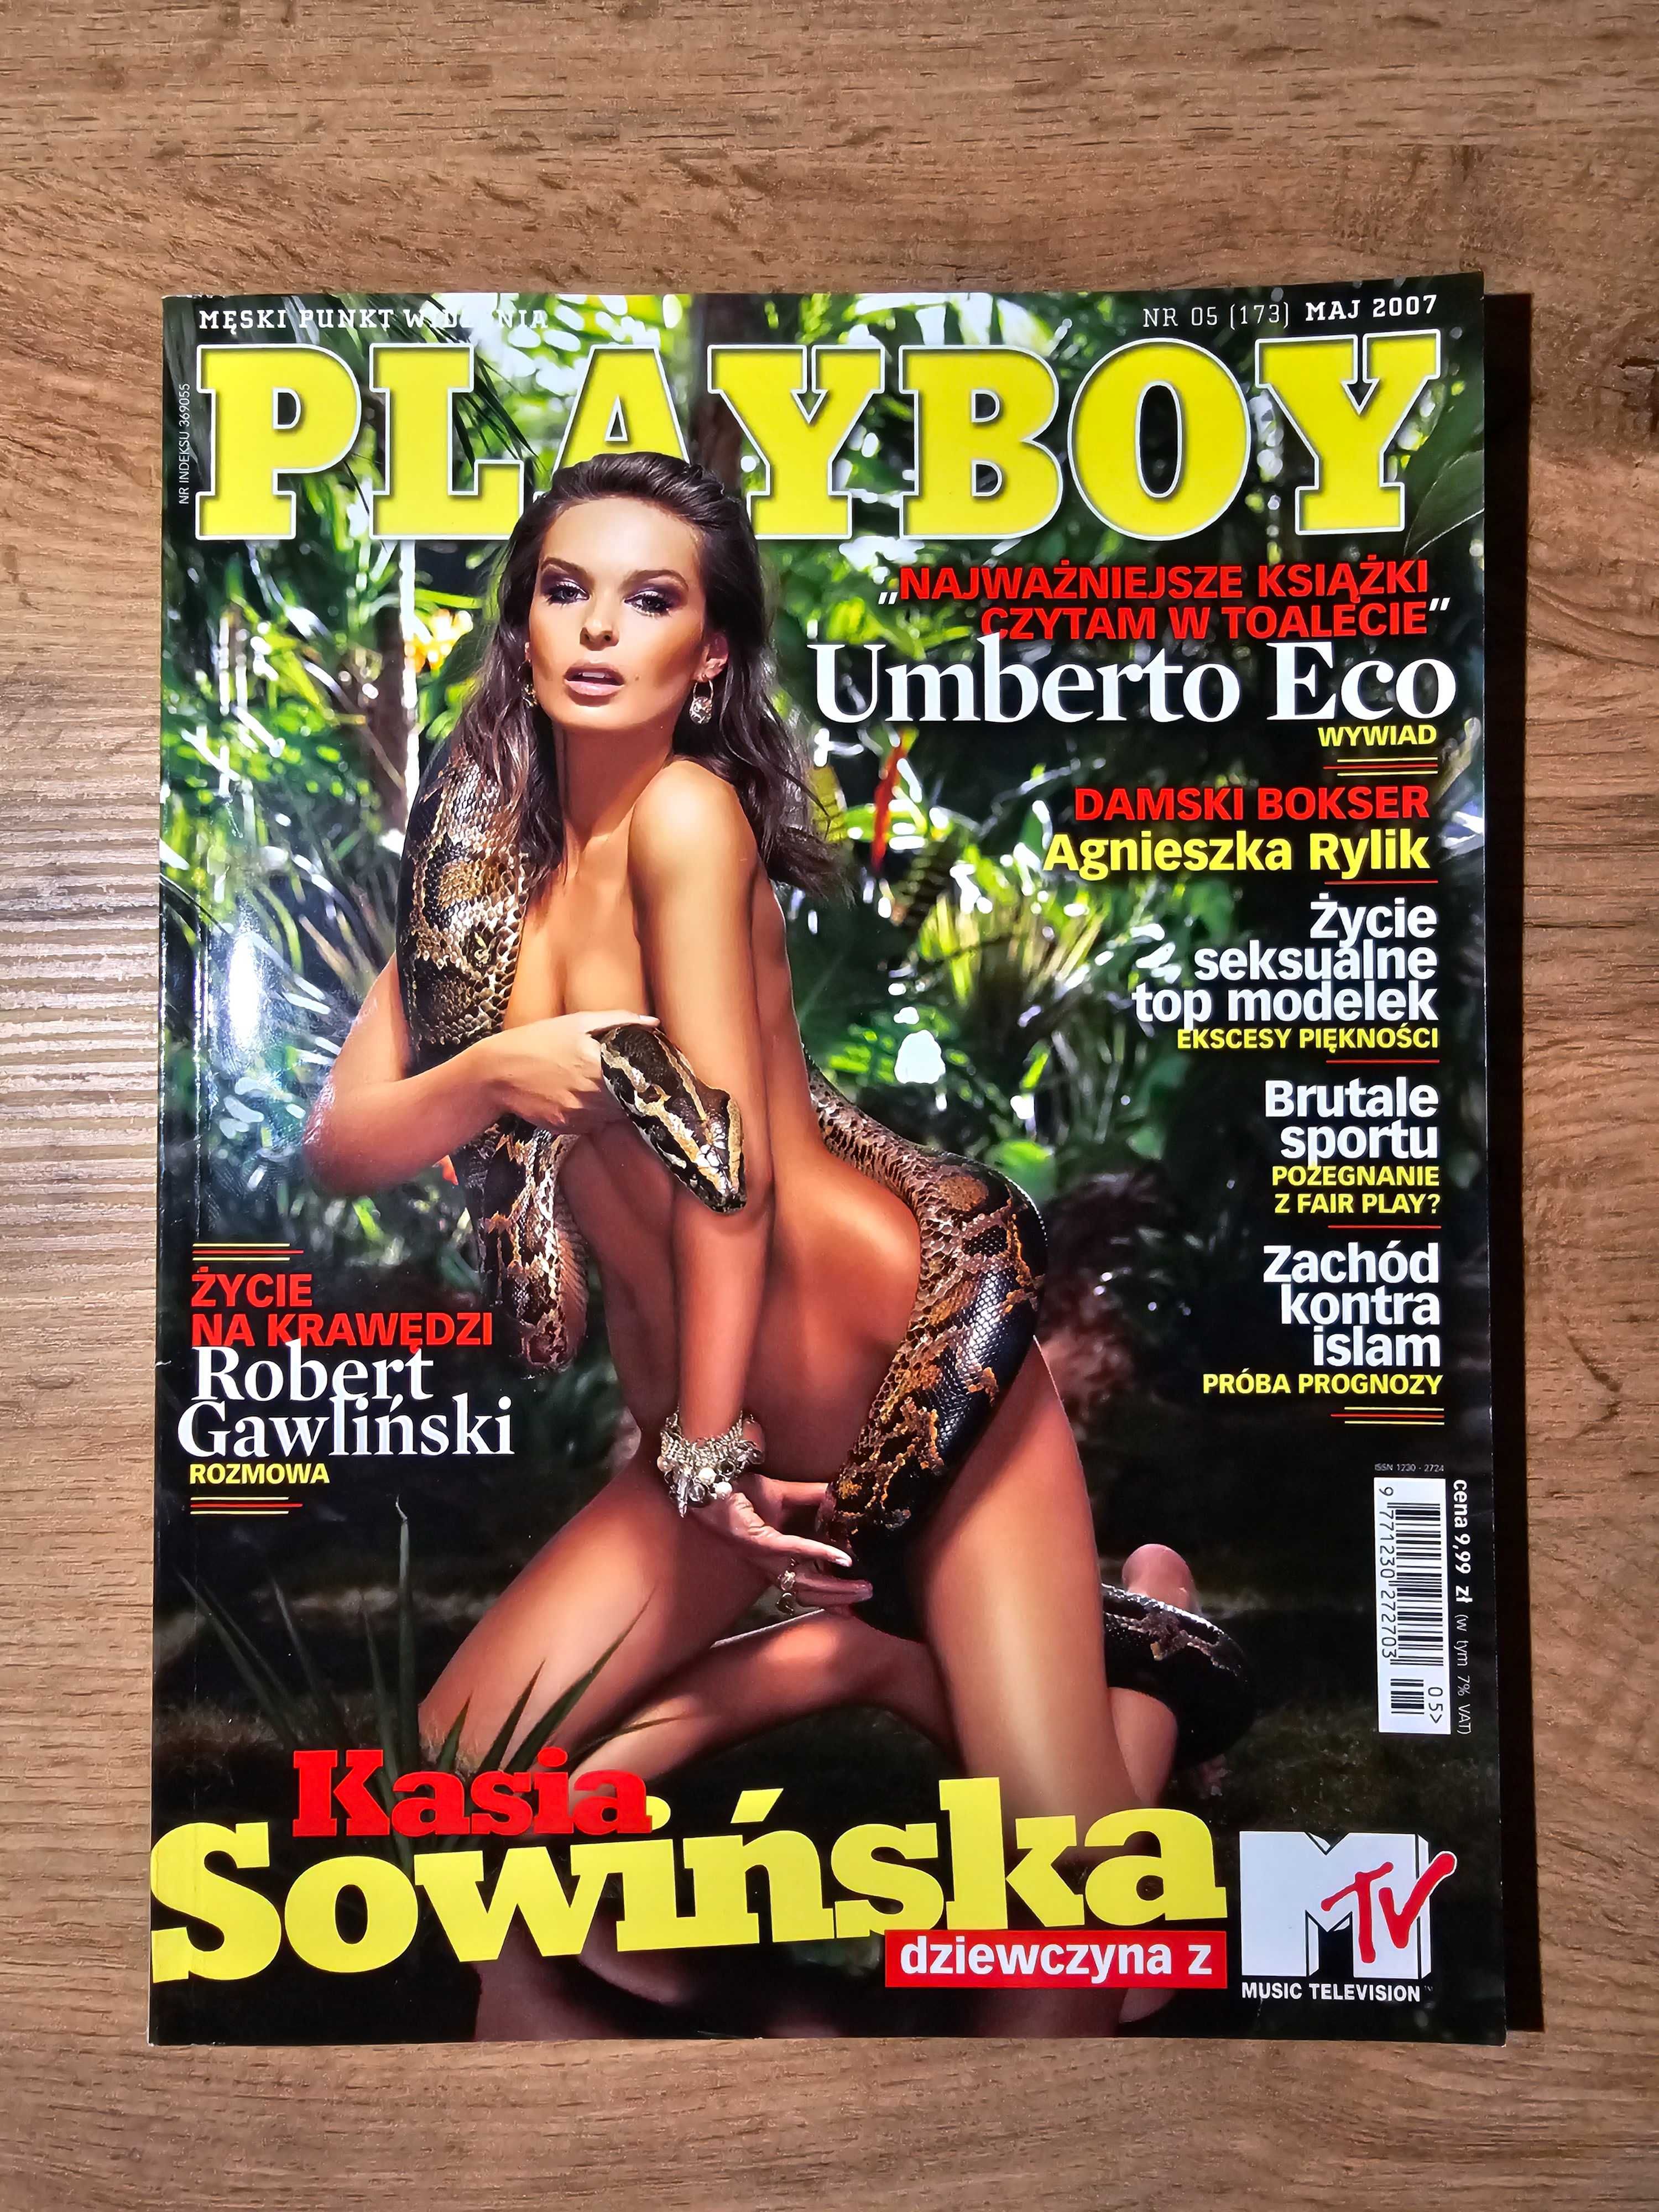 MĘSKI PUNKT WIDZENIA
NR 05 (173) MAJ 2007
PLAYBOY
NR INDEKSU 369055
„NAJWAŻNIEJSZE KSIĄŻKI
CZYTAM W TOALECIE”
Umberto Eco
WYWIAD
DAMSKI BOKSER
Agnieszka Rylik
Życie
seksualne
top modelek
EKSCESY PIĘKNOŚCI
Brutale
sportu
POŻEGNANIE
Z FAIR PLAY?
Zachód
kontra
islam
PRÓBA PROGNOZY
ŻYCIE
NA KRAWĘDZI
Robert
Gawliński
ROZMOWA
ISSN 1230 - 2724
9 771230 272703
05>
cena 9,99 zł (w tym 7% VAT)
Kasia
Sowińska
dziewczyna z
MTV
MUSIC TELEVISION™